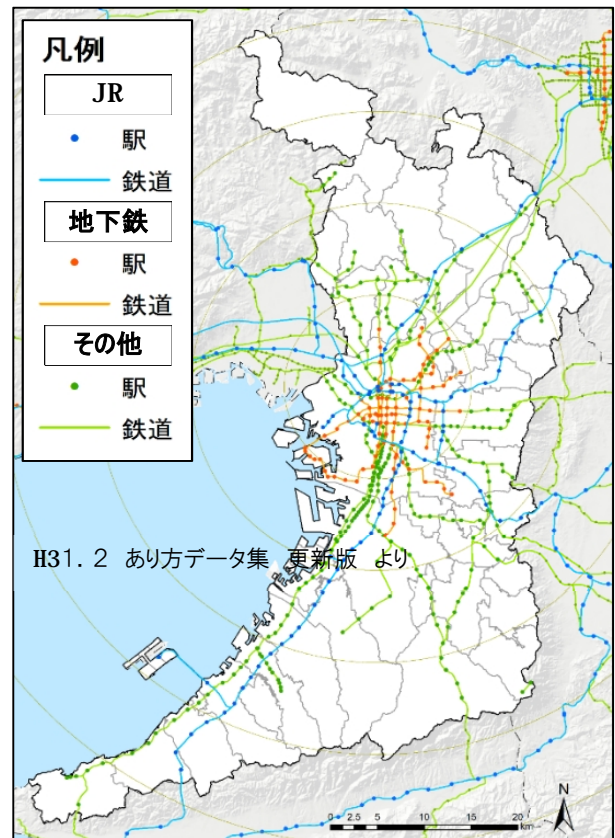 凡例
JR
駅
鉄道
地下鉄
駅
鉄道
その他
駅
鉄道
H31.2 あり方データ集 更新版 より
N
0 2.5 5 10 15 20
km